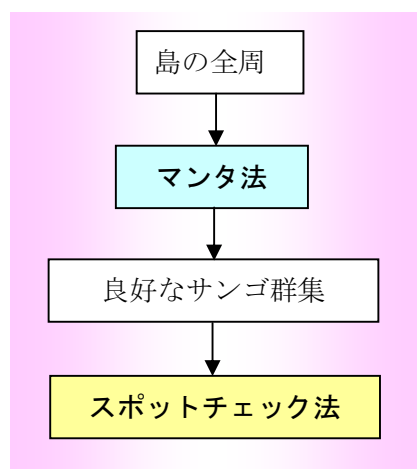 島の全周
マンタ法
良好なサンゴ群集
スポットチェック法